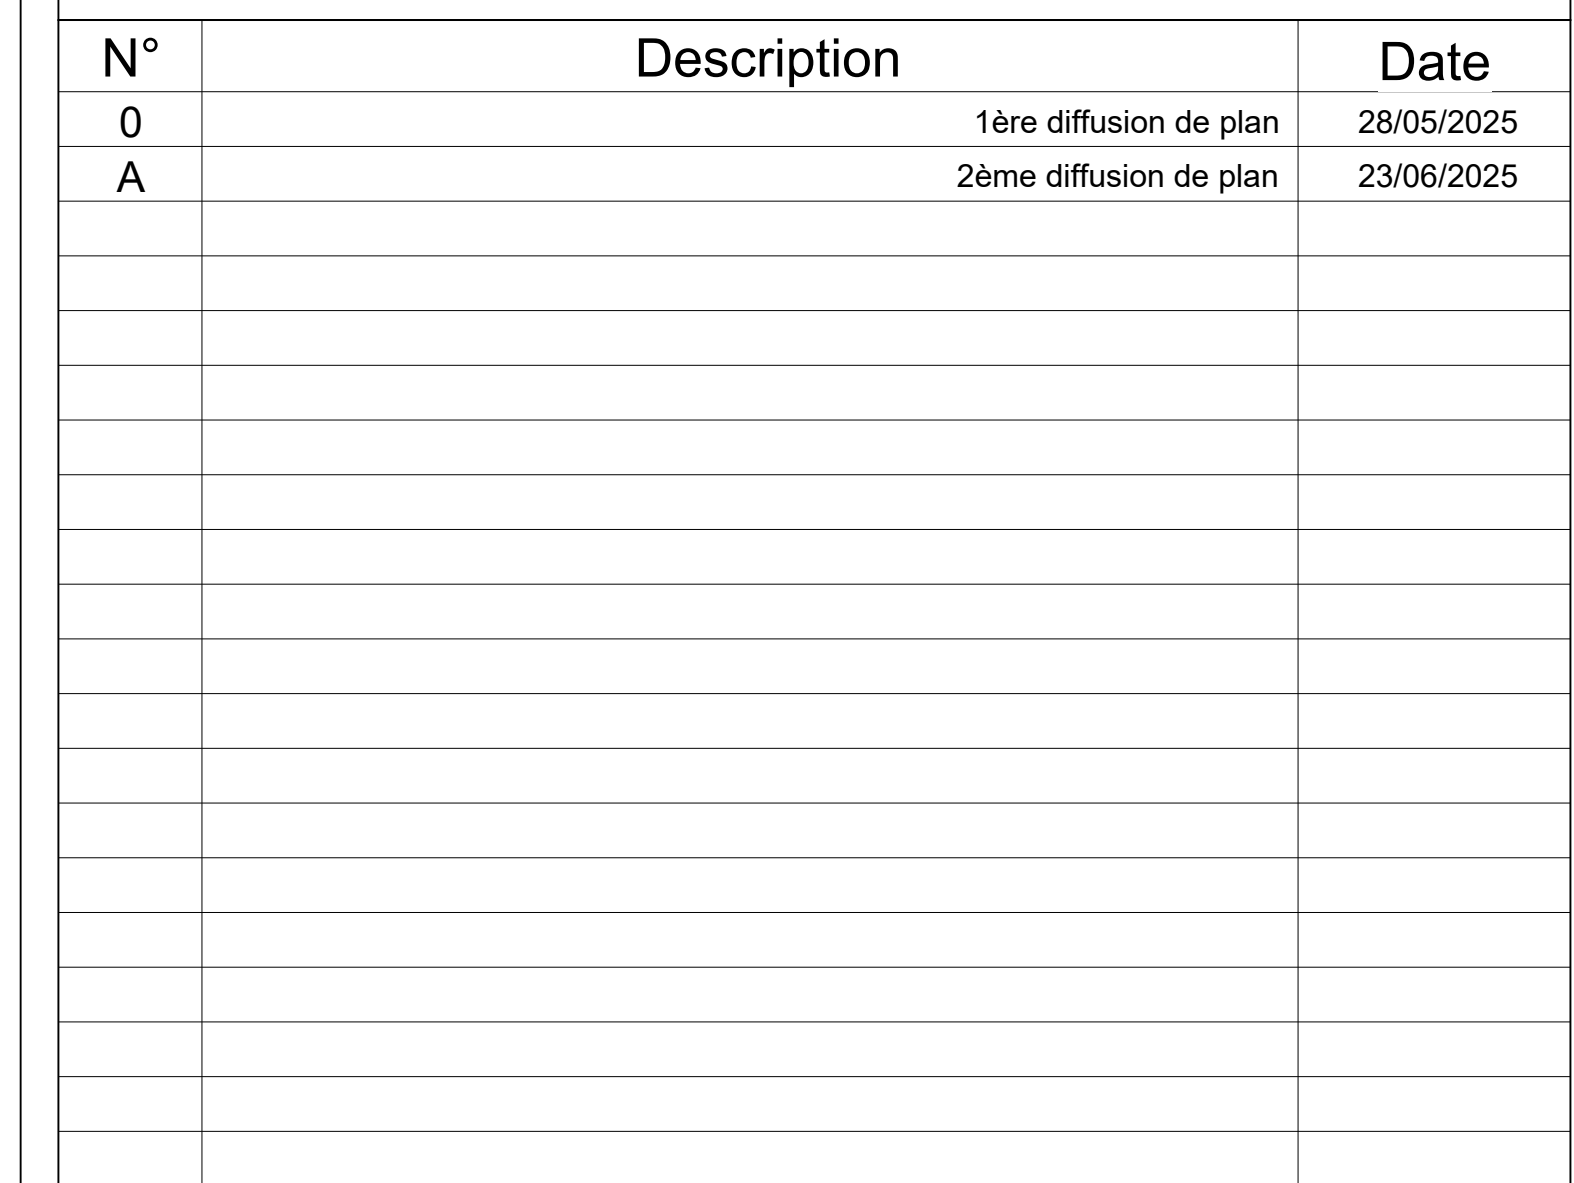 N° Description Date
0 1ère diffusion de plan 28/05/2025
A 2ème diffusion de plan 23/06/2025